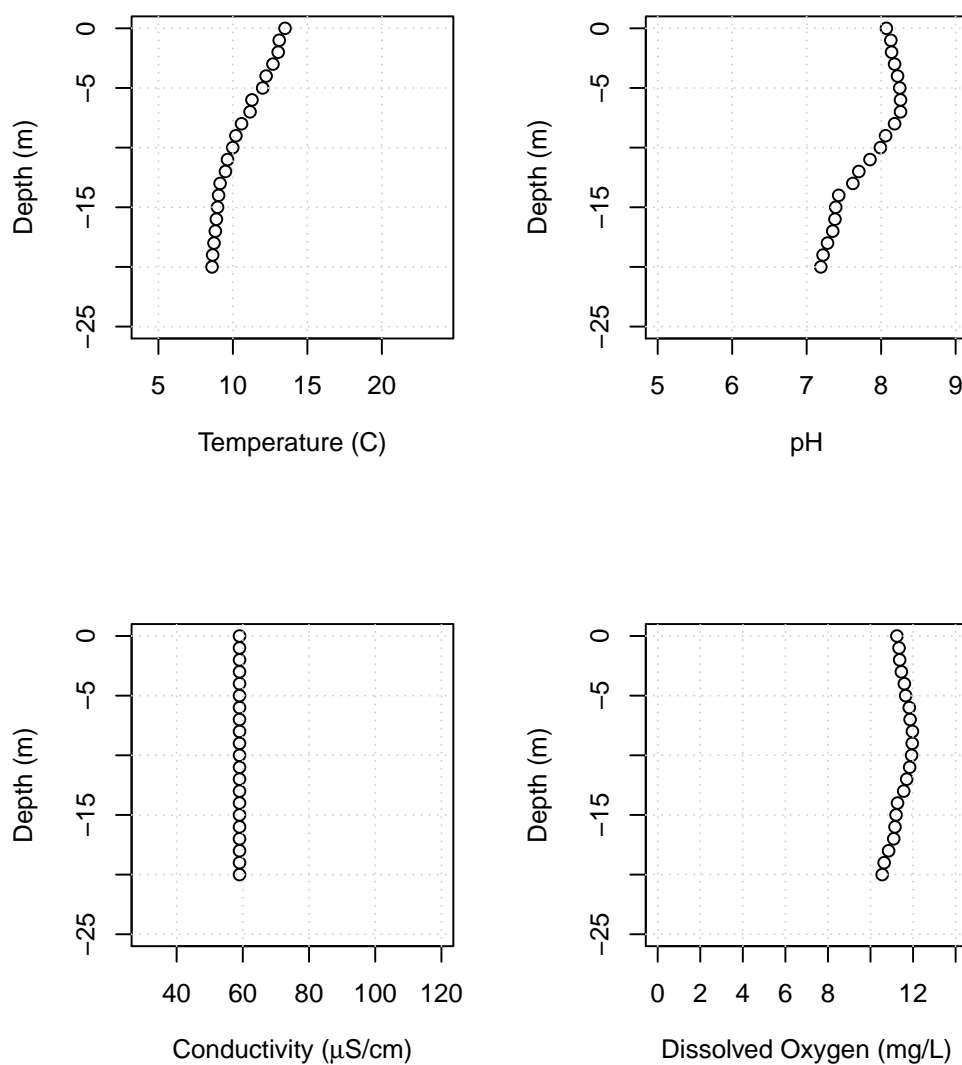 0
−5
−15
−25
Depth (m)
5 10 15 20
Temperature (C)
0
−5
−15
−25
Depth (m)
5 6 7 8 9
pH
0
−5
−15
−25
Depth (m)
40 60 80 100 120
Conductivity (μS/cm)
0
−5
−15
−25
Depth (m)
0 2 4 6 8 12
Dissolved Oxygen (mg/L)